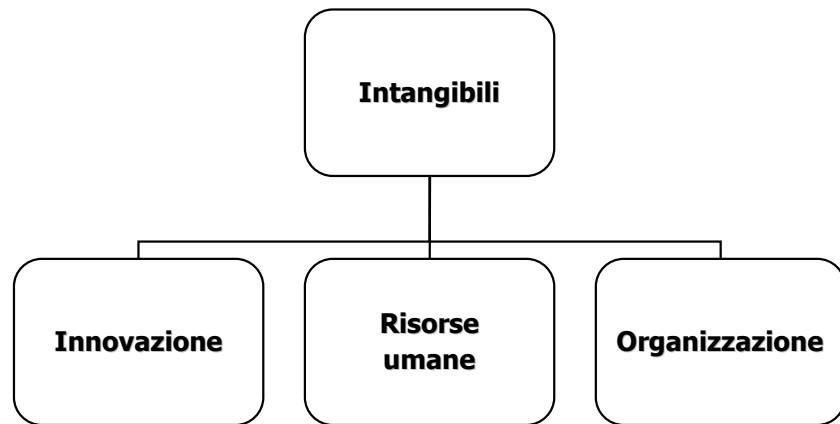 Intangibili
Innovazione
Risorse
umane
Organizzazione